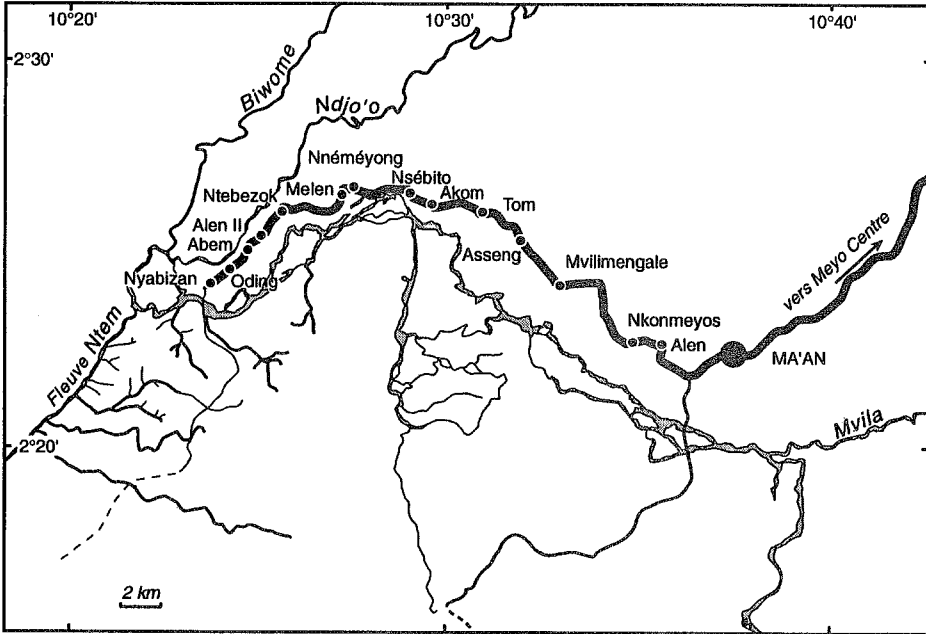 10°20'
10°30'
10°40'
2°30'
Biwome
Ndjo'o
Nnéméyong
Ntebezok
Melen
Nsébito
Akom
Tom
Alen II
Abem
Asseng
Mvilimengale
vers Meyo Centre
Nyabizan
Oding
Nkonmeyos
Alen
MA'AN
Fleuve Ntem
Mvila
2°20'
2 km